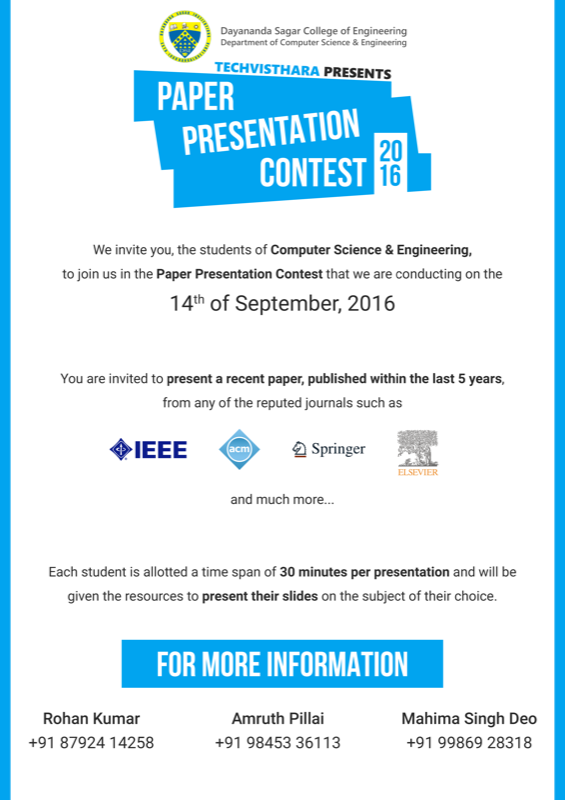 Dayananda Sagar College of Engineering
Department of Computer Science & Engineering
TECHVISTHARA PRESENTS
PAPER
PRESENTATION
CONTEST 2016
We invite you, the students of Computer Science & Engineering,
to join us in the Paper Presentation Contest that we are conducting on the
14th of September, 2016
You are invited to present a recent paper, published within the last 5 years,
from any of the reputed journals such as
IEEE acm Springer ELSEVIER
and much more...
Each student is allotted a time span of 30 minutes per presentation and will be
given the resources to present their slides on the subject of their choice.
FOR MORE INFORMATION
Rohan Kumar Amruth Pillai Mahima Singh Deo
+91 87924 14258 +91 98453 36113 +91 99869 28318